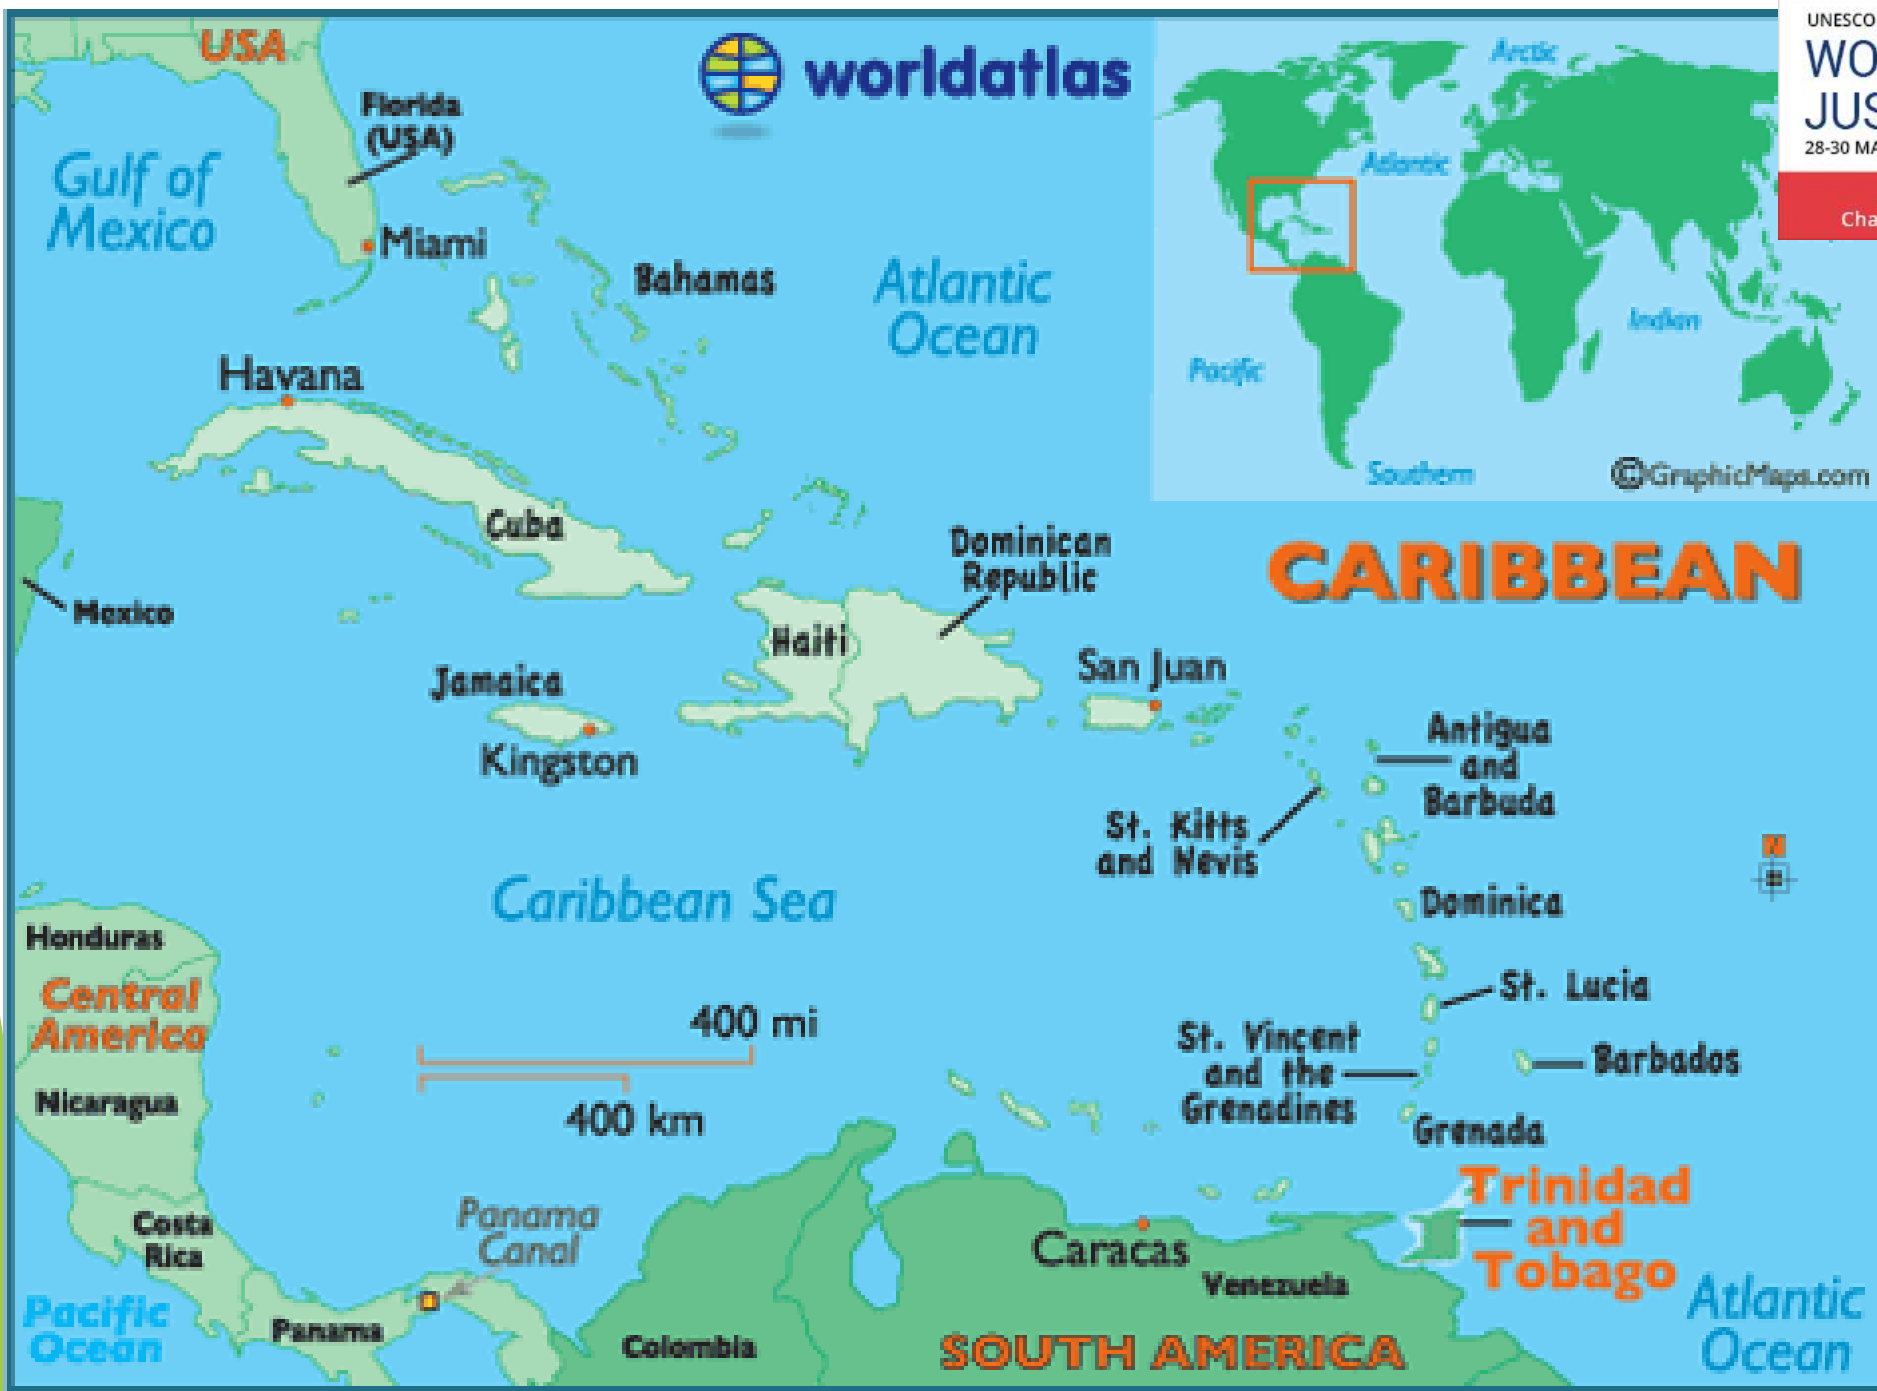 USA
worldatlas
Florida
(USA)
Gulf of
Mexico
Miami
Bahamas
Atlantic
Ocean
Havana
Cuba
Mexico
Dominican
Republic
Haiti
Jamaica
Kingston
San Juan
Antigua
and
Barbuda
St. Kitts
and Nevis
Dominica
St. Lucia
St. Vincent
and the
Grenadines
Barbados
Grenada
Trinidad
and
Tobago
Caribbean Sea
Honduras
Central
America
Nicaragua
400 mi
400 km
Costa
Rica
Panama
Canal
Panama
Pacific
Ocean
Colombia
Caracas
Venezuela
SOUTH AMERICA
Atlantic
Ocean
CARIBBEAN
N
Arctic
Atlantic
Indian
Pacific
Southern
©GraphicMaps.com
UNESCO
WO
JUS
28-30 MA
Cha